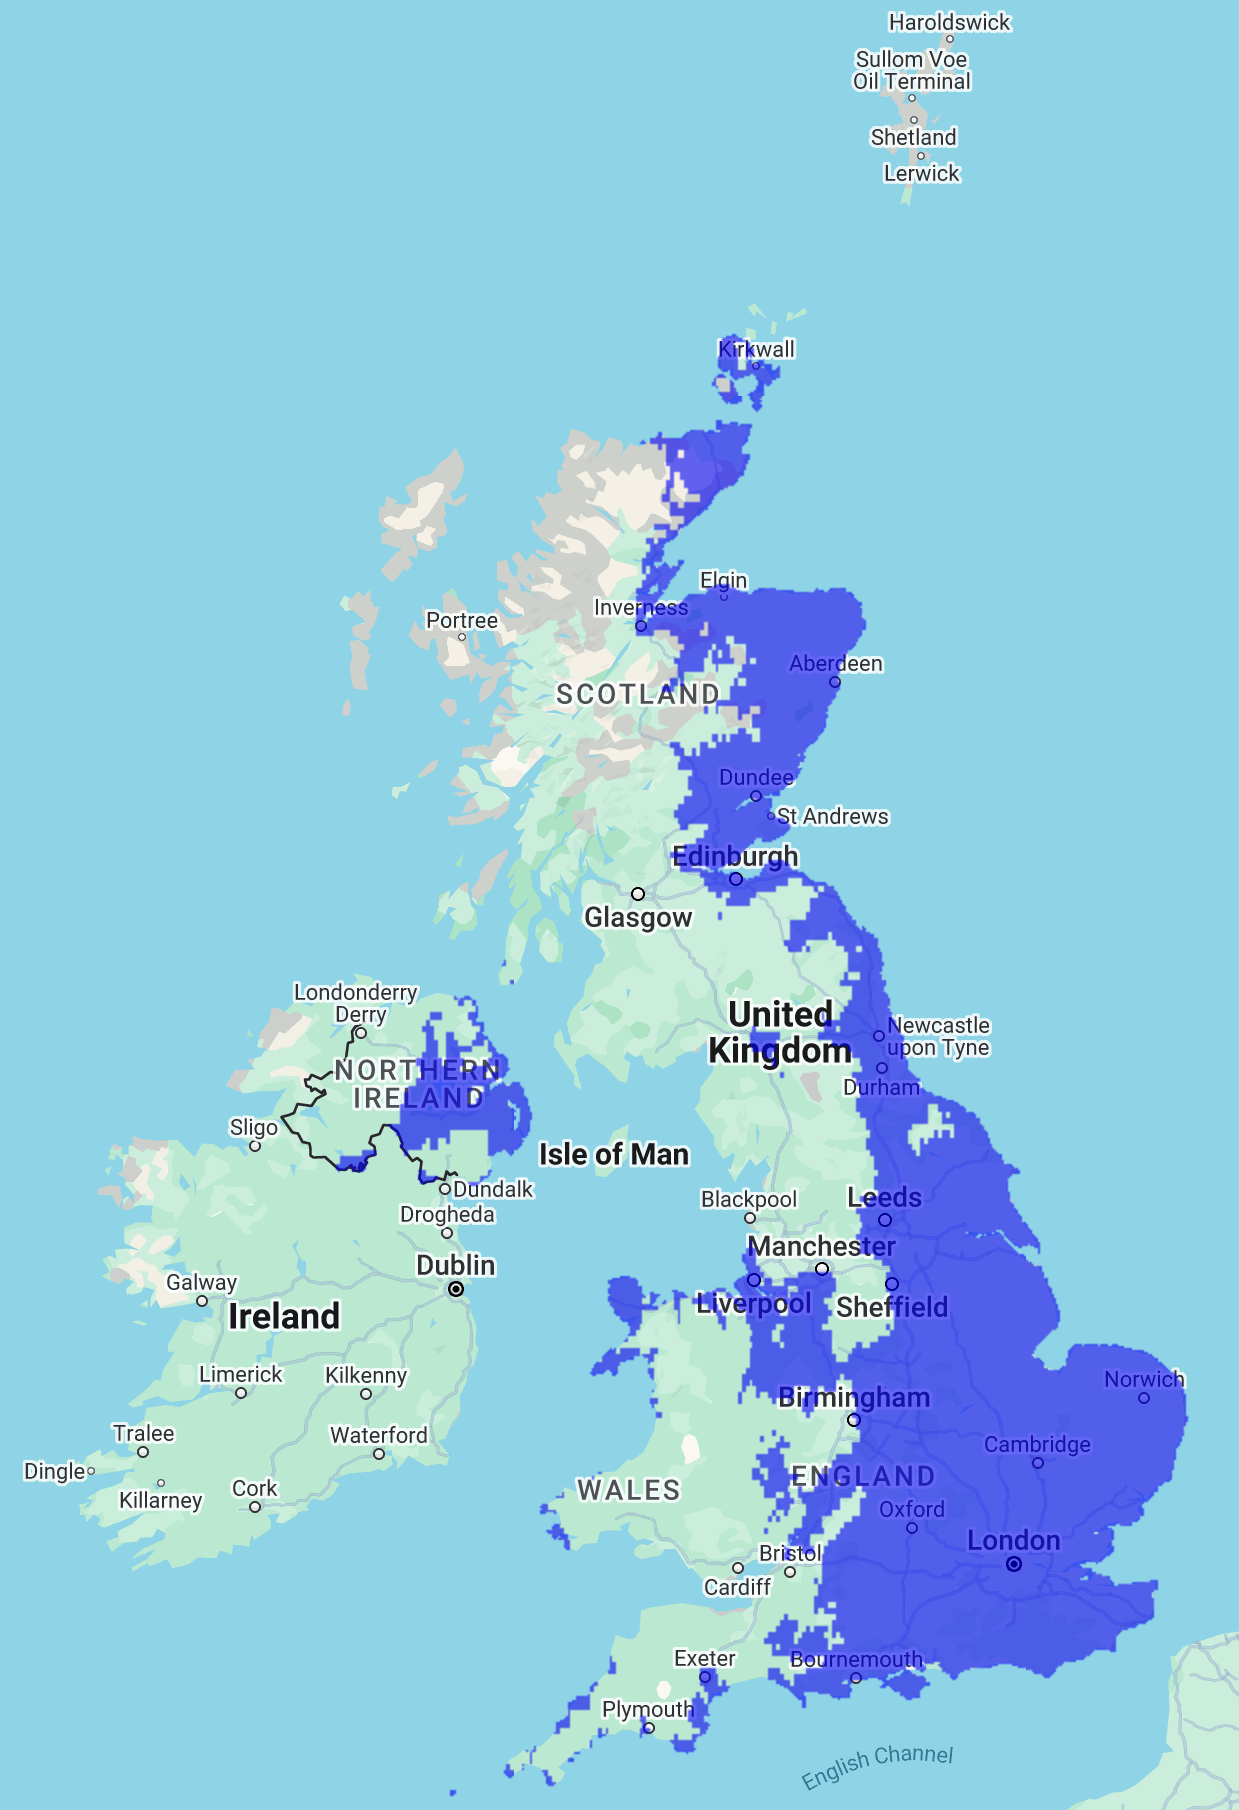 Haroldswick
Sullom Voe
Oil Terminal
Shetland
Lerwick
Kirkwall
Elgin
Inverness
Portree
Aberdeen
SCOTLAND
Dundee
St Andrews
Edinburgh
Glasgow
Londonderry
Derry
United
Kingdom
Newcastle
upon Tyne
NORTHERN
IRELAND
Durham
Sligo
Isle of Man
Dundalk
Blackpool
Leeds
Drogheda
Manchester
Dublin
Galway
Liverpool
Sheffield
Ireland
Limerick
Kilkenny
Norwich
Birmingham
Tralee
Waterford
Cambridge
Dingle
Killarney
Cork
WALES
ENGLAND
Oxford
London
Bristol
Cardiff
Exeter
Bournemouth
Plymouth
English Channel